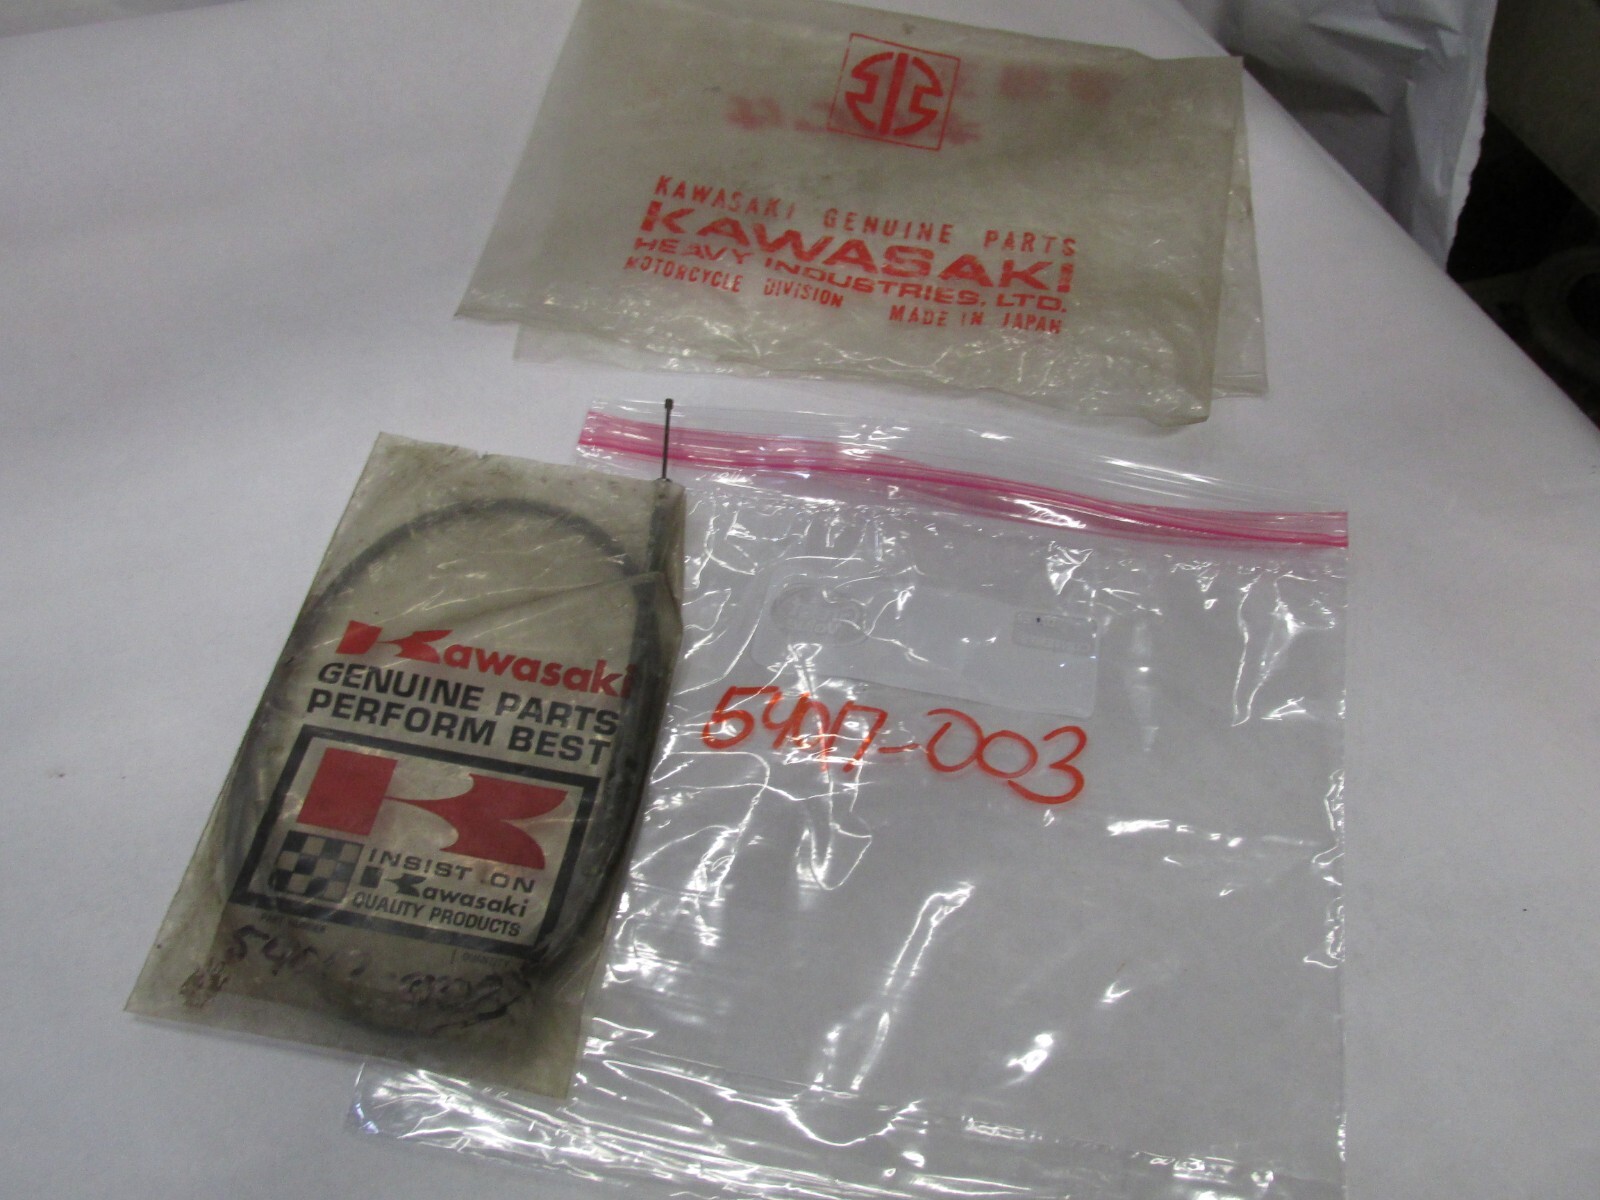 KAWASAKI GENUINE PARTS
KAWASAKI
HEAVY INDUSTRIES, LTD.
MOTORCYCLE DIVISION MADE IN JAPAN
Kawasaki
GENUINE PARTS
PERFORM BEST
INSIST ON
Kawasaki
QUALITY PRODUCTS
54017-003